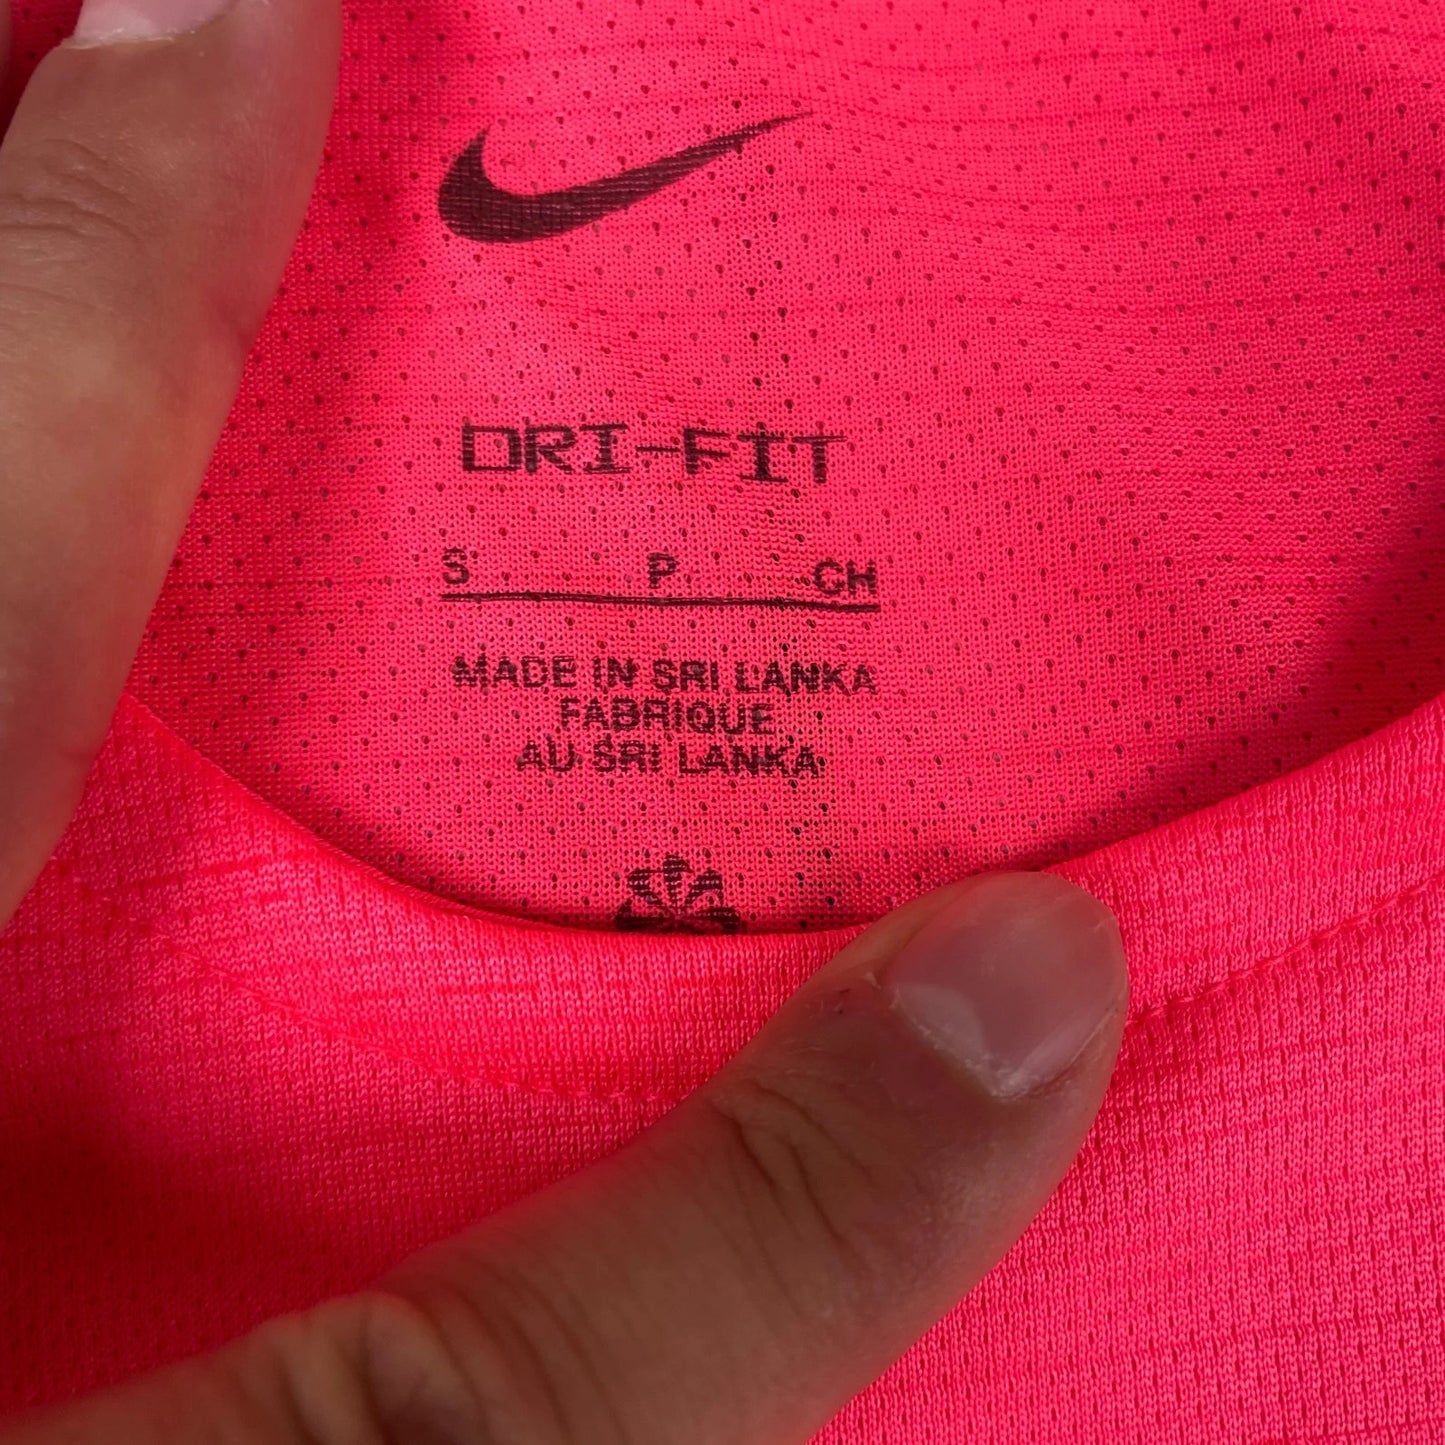 DRI-FIT
S P CH
MADE IN SRI LANKA
FABRIQUE
AU SRI LANKA